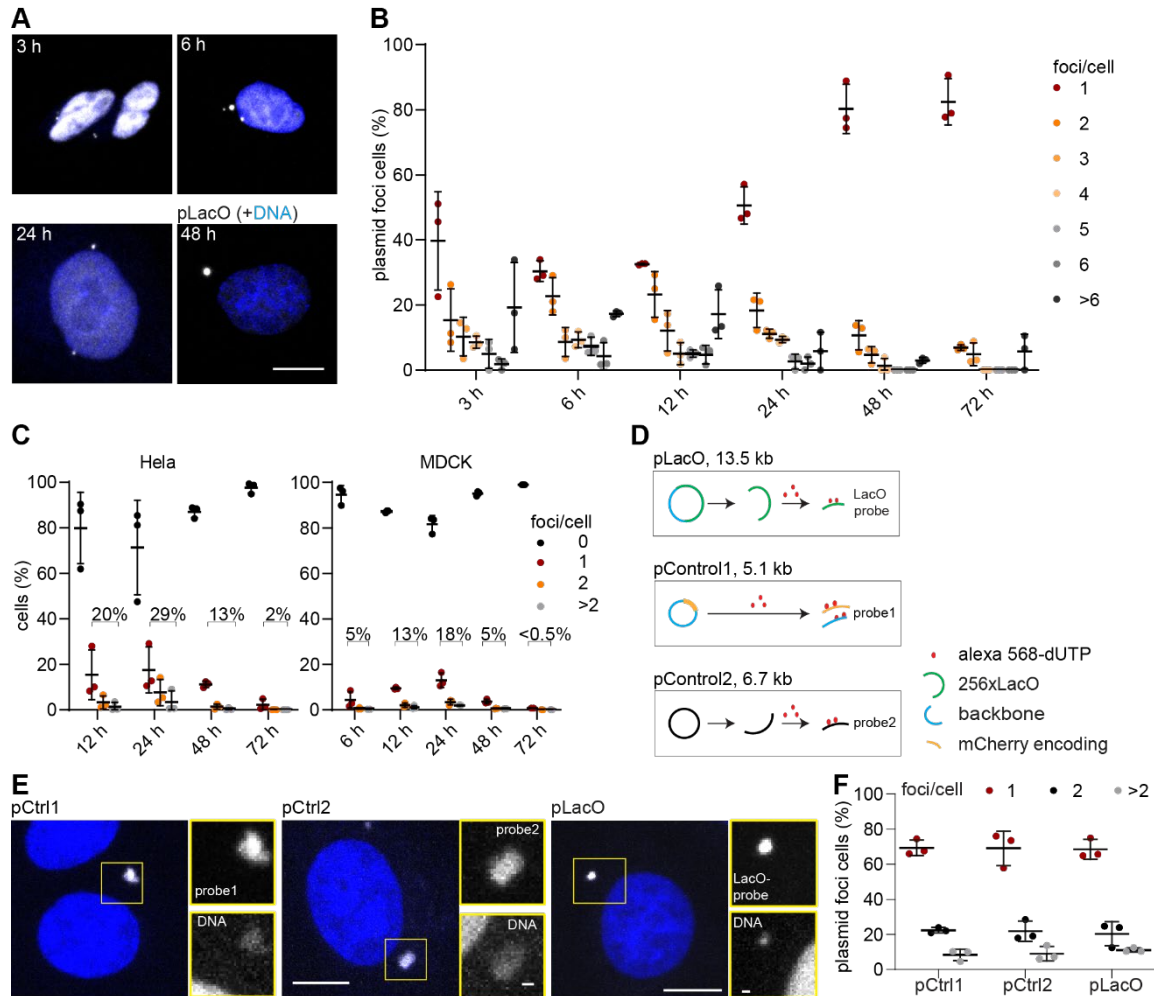 A
3 h
6 h
pLacO (+DNA)
24 h
48 h
B
100
80
60
40
20
0
plasmid foci cells (%)
3 h
6 h
12 h
24 h
48 h
72 h
foci/cell
1
2
3
4
5
6
>6
C
Hela
MDCK
100
80
60
40
20
0
cells (%)
20%
29%
13%
2%
12 h
24 h
48 h
72 h
100
80
60
40
20
0
foci/cell
0
1
2
>2
5%
13%
18%
5%
<0.5%
6 h
12 h
24 h
48 h
72 h
D
pLacO, 13.5 kb
LacO
probe
pControl1, 5.1 kb
probe1
pControl2, 6.7 kb
probe2
alexa 568-dUTP
256xLacO
backbone
mCherry encoding
E
pCtrl1
probe1
DNA
pCtrl2
probe2
DNA
pLacO
LacO-
probe
DNA
F
foci/cell
1
2
>2
100
80
60
40
20
0
plasmid foci cells (%)
pCtrl1
pCtrl2
pLacO